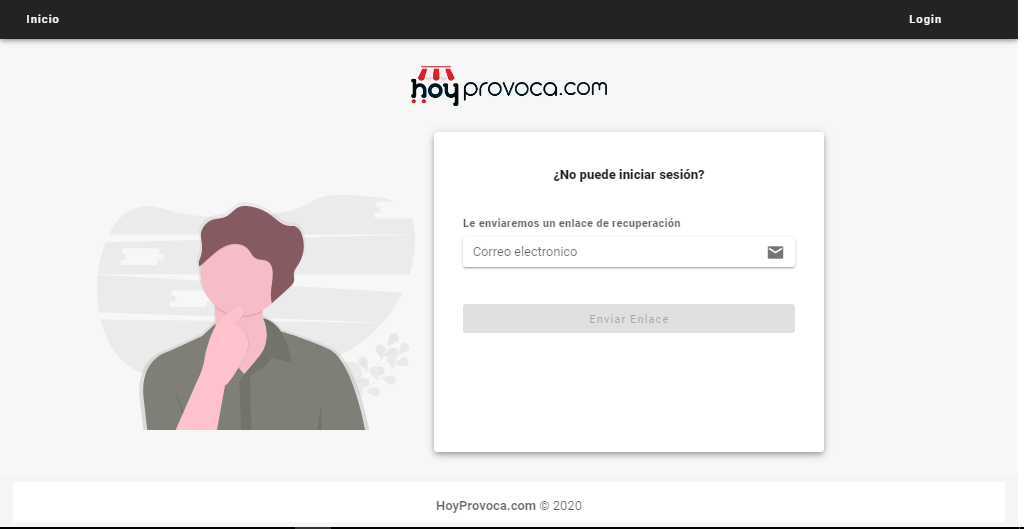 Inicio
Login
hoyprovoca.com
¿No puede iniciar sesión?
Le enviaremos un enlace de recuperación
Correo electronico
Enviar Enlace
HoyProvoca.com © 2020